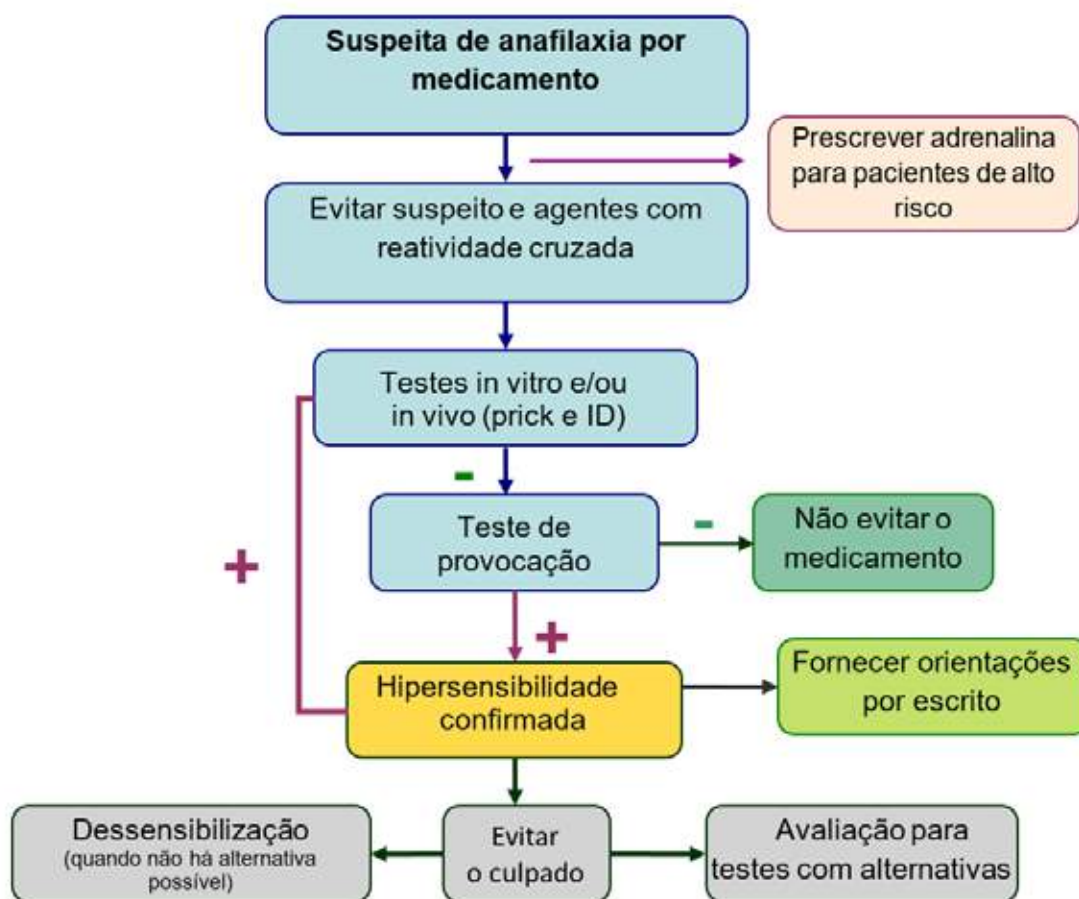 Suspeita de anafilaxia por
medicamento
Prescrever adrenalina
para pacientes de alto
risco
Evitar suspeito e agentes com
reatividade cruzada
Testes in vitro e/ou
in vivo (prick e ID)
-
Teste de
provocação
-
Não evitar o
medicamento
+
+
Hipersensibilidade
confirmada
Fornecer orientações
por escrito
Dessensibilização
(quando não há alternativa
possível)
Evitar
o culpado
Avaliação para
testes com alternativas